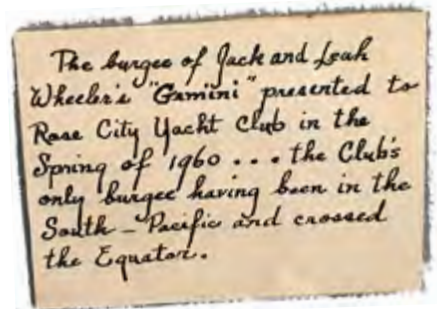 The burgee of Jack and Leah
Wheeler's "Gamini" presented to
Rose City Yacht Club in the
Spring of 1960 . . . the Club's
only burgee having been in the
South - Pacific and crossed
the Equator.